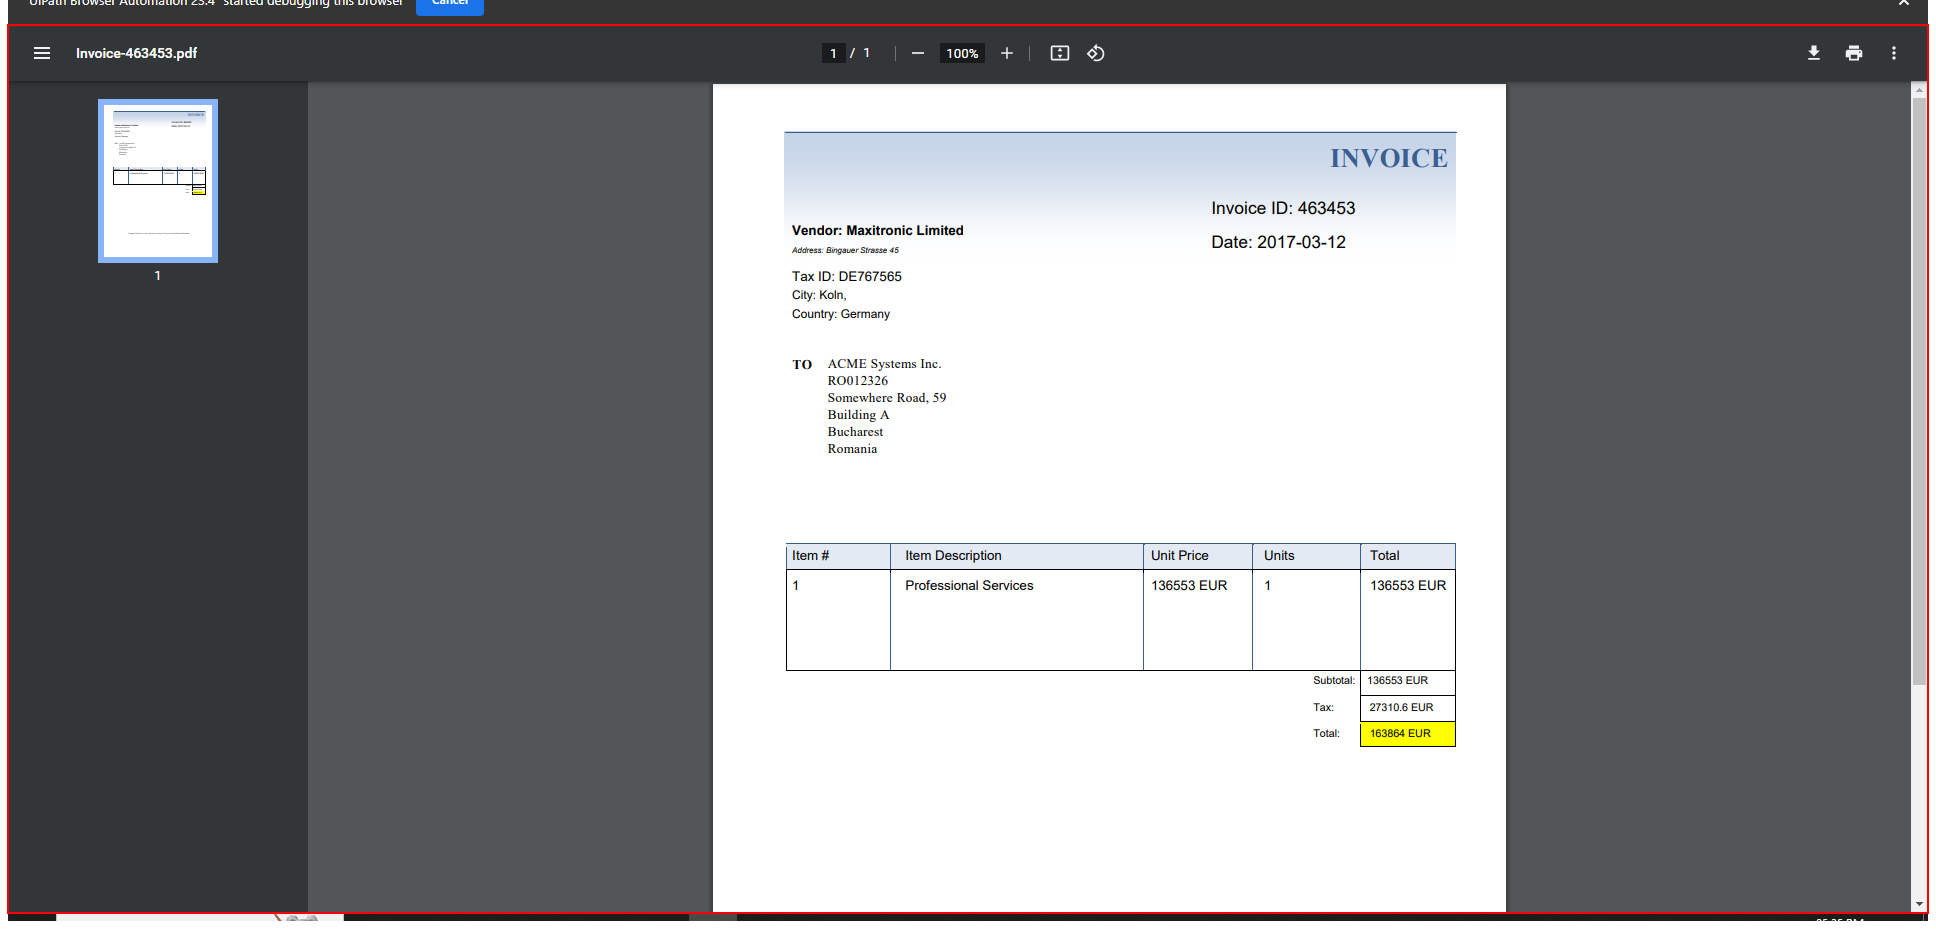 UiPath Browser Automation 23.4" started debugging this browser Cancel
Invoice-463453.pdf 1 / 1 100%
1
INVOICE
Invoice ID: 463453
Date: 2017-03-12
Vendor: Maxitronic Limited
Address: Bingauer Strasse 45
Tax ID: DE767565
City: Koln,
Country: Germany
TO ACME Systems Inc.
RO012326
Somewhere Road, 59
Building A
Bucharest
Romania
Item # Item Description Unit Price Units Total
1 Professional Services 136553 EUR 1 136553 EUR
Subtotal: 136553 EUR
Tax: 27310.6 EUR
Total: 163864 EUR